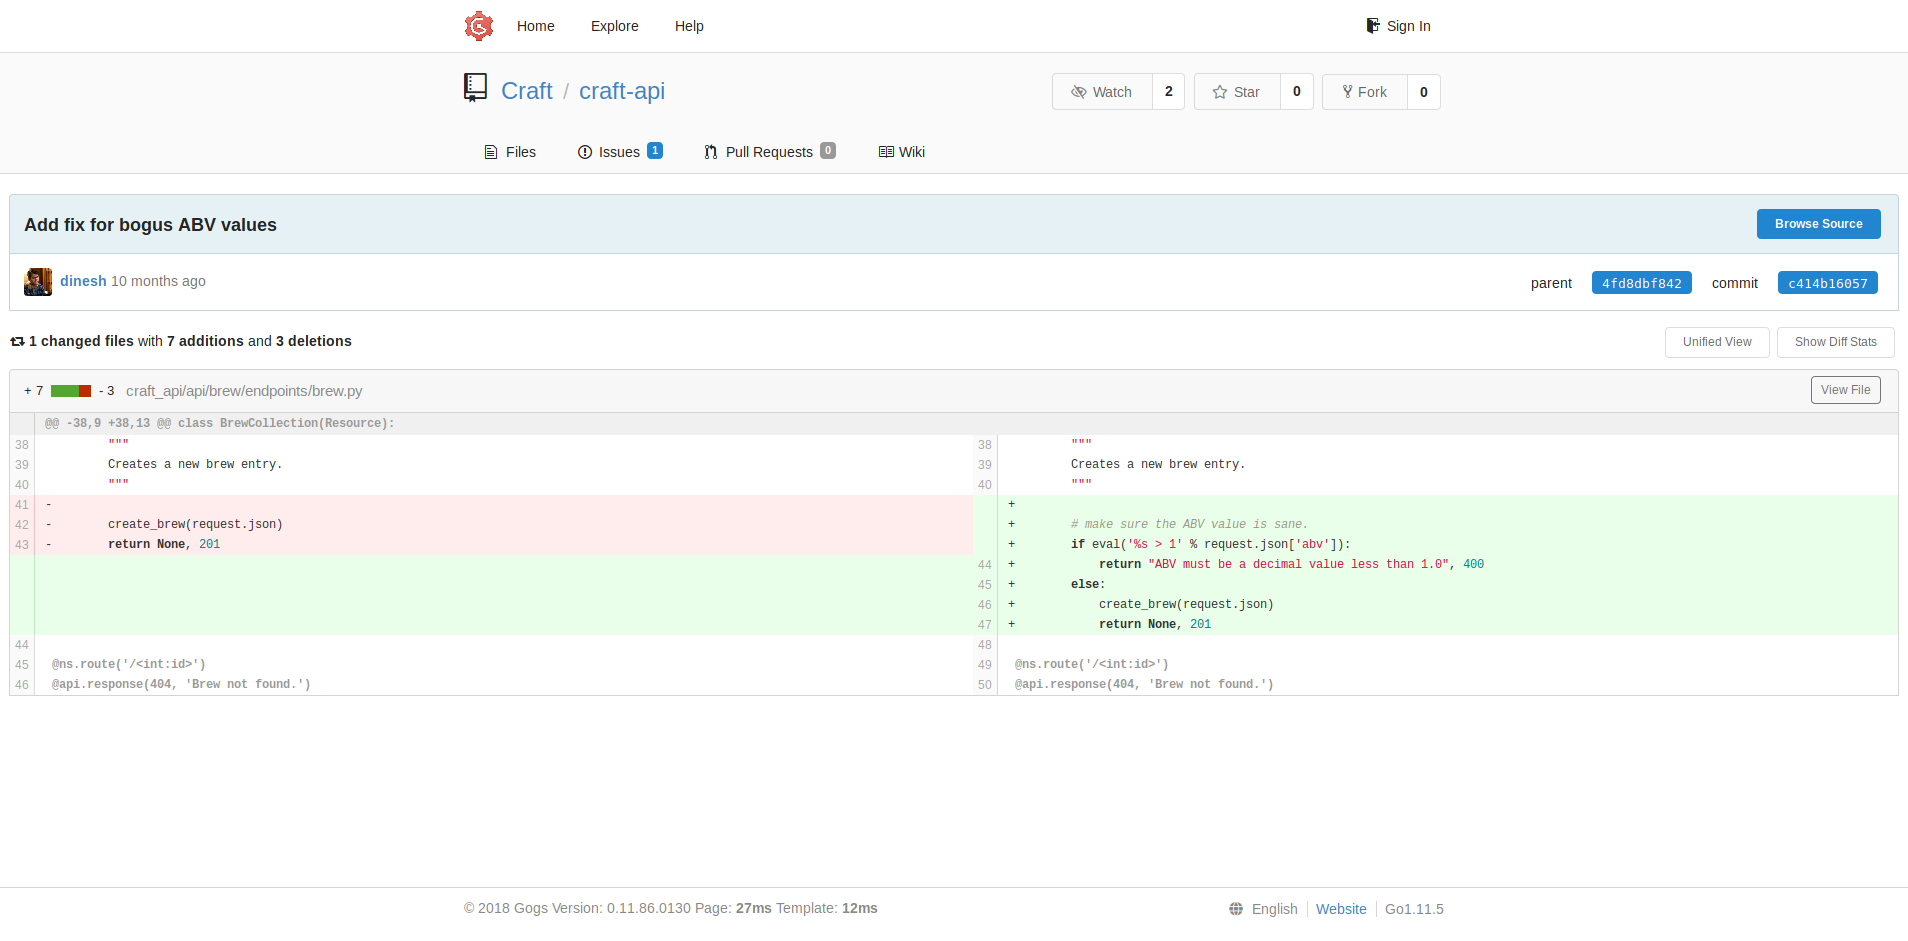 Home Explore Help Sign In
Craft / craft-api Watch 2 Star 0 Fork 0
Files Issues 1 Pull Requests 0 Wiki
Add fix for bogus ABV values Browse Source
dinesh 10 months ago parent 4fd8dbf842 commit c414b16057
1 changed files with 7 additions and 3 deletions Unified View Show Diff Stats
+ 7 - 3 craft_api/api/brew/endpoints/brew.py View File
@@ -38,9 +38,13 @@ class BrewCollection(Resource):
38 """ 38 """
39 Creates a new brew entry. 39 Creates a new brew entry.
40 """ 40 """
41 - +
42 - create_brew(request.json) + # make sure the ABV value is sane.
43 - return None, 201 + if eval('%s > 1' % request.json['abv']):
44 + return "ABV must be a decimal value less than 1.0", 400
45 + else:
46 + create_brew(request.json)
47 + return None, 201
44 48
45 @ns.route('/<int:id>') 49 @ns.route('/<int:id>')
46 @api.response(404, 'Brew not found.') 50 @api.response(404, 'Brew not found.')
© 2018 Gogs Version: 0.11.86.0130 Page: 27ms Template: 12ms English Website Go1.11.5